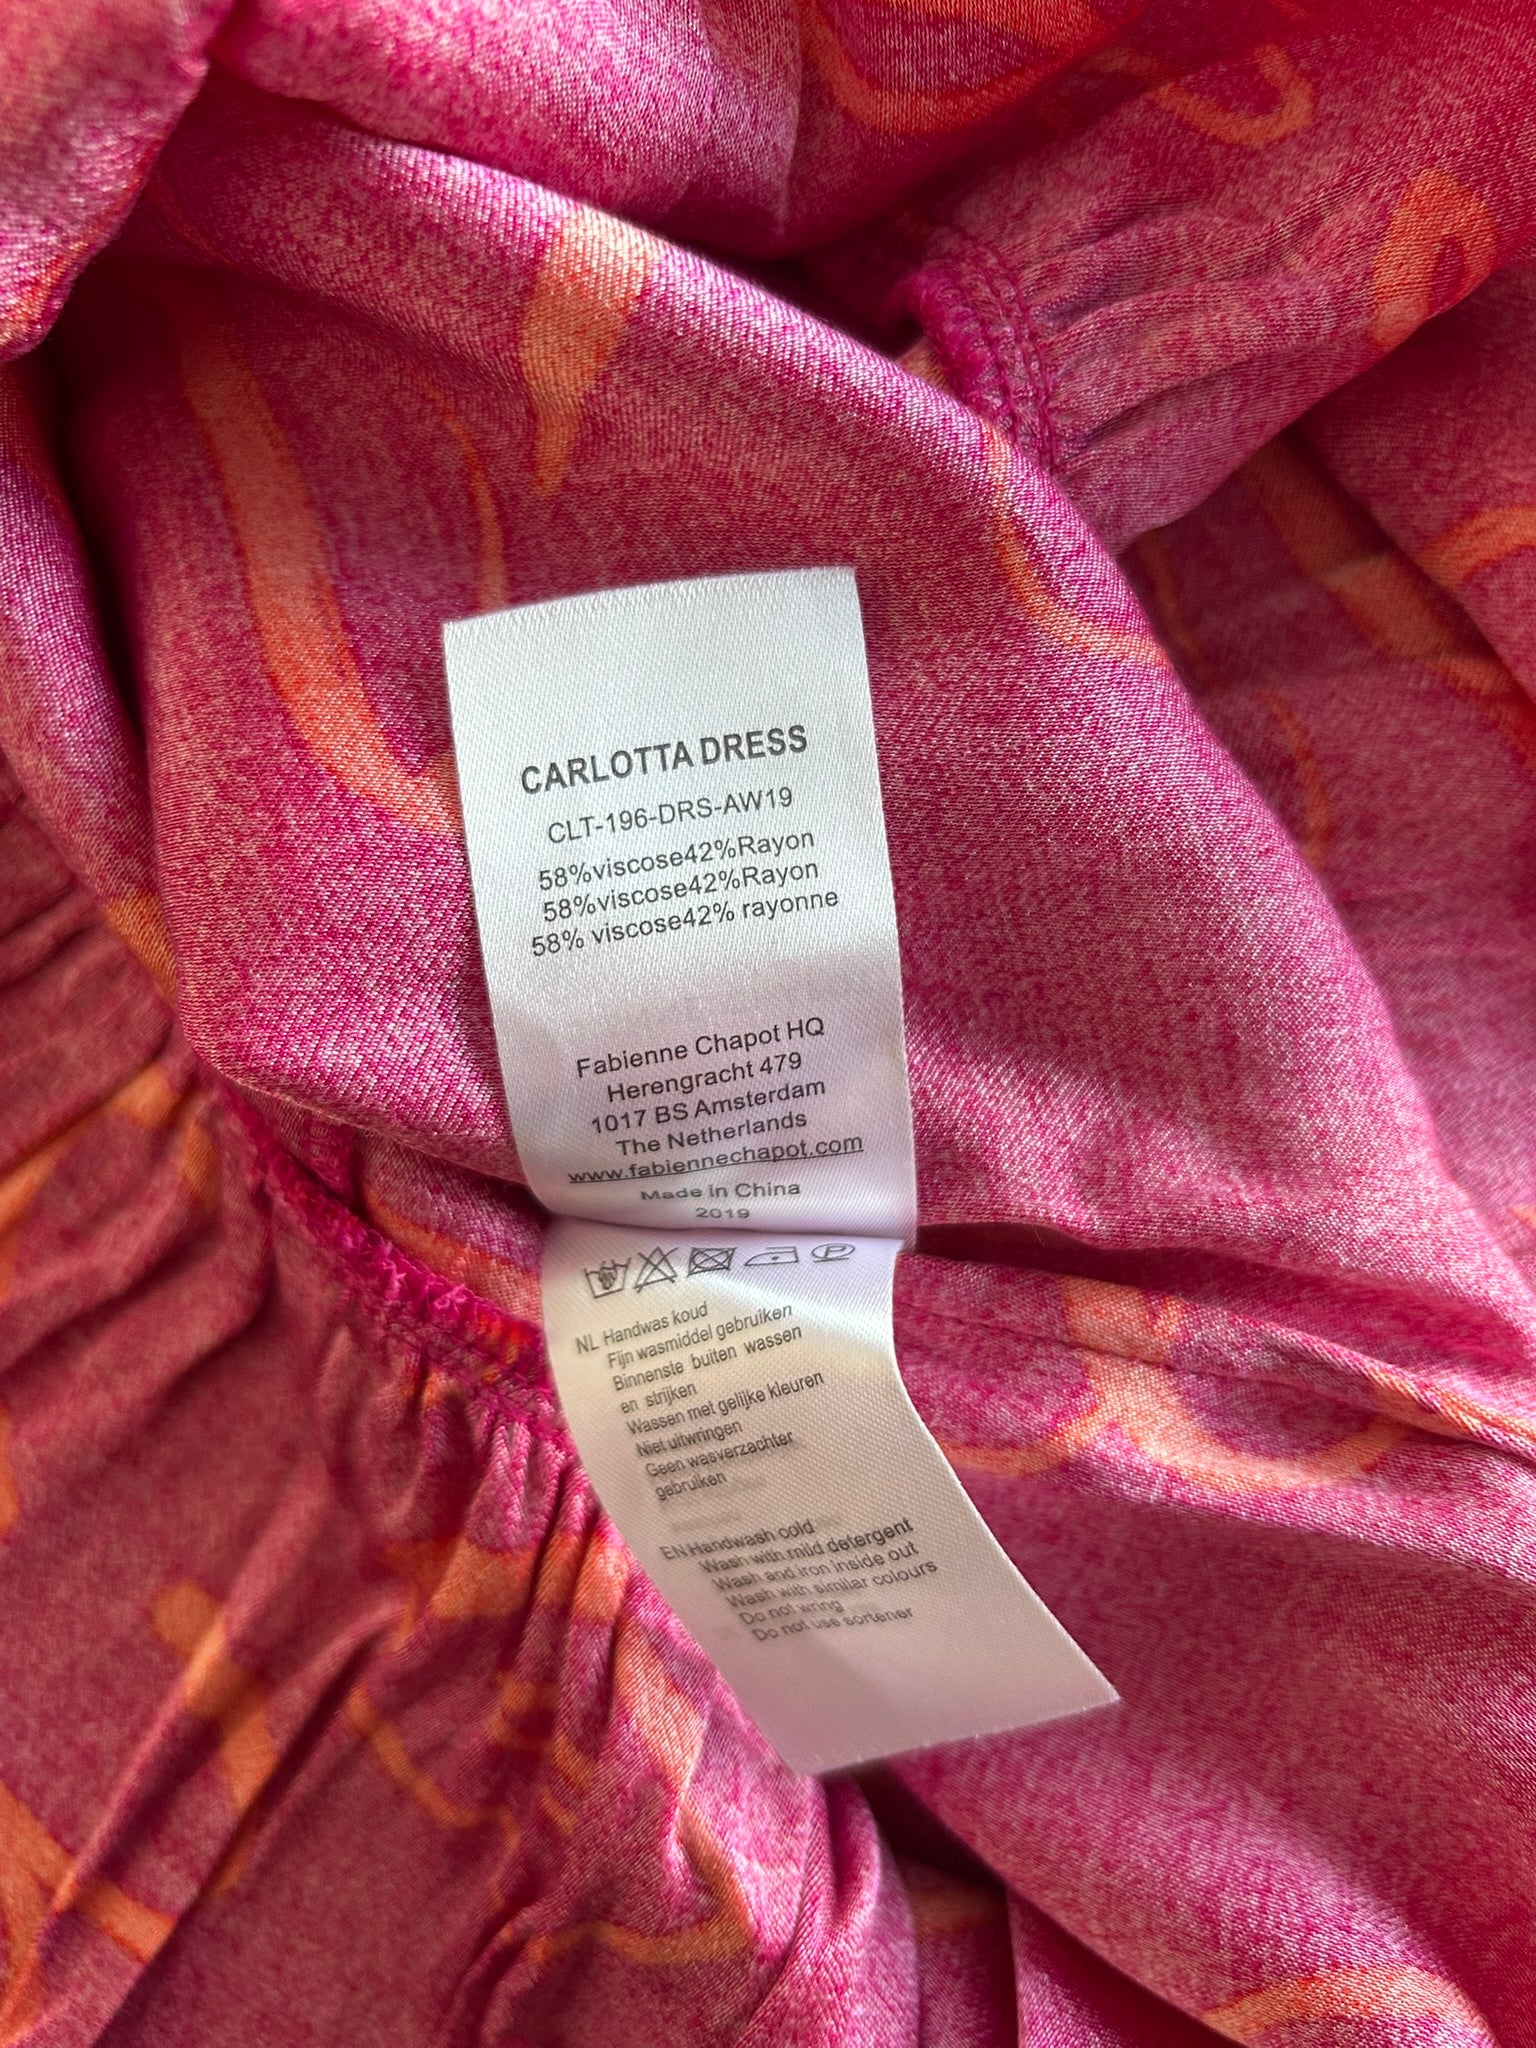 CARLOTTA DRESS
CLT-196-DRS-AW19
58%viscose42%Rayon
58%viscose42%Rayon
58% viscose42% rayonne
Fabienne Chapot HQ
Herengracht 479
1017 BS Amsterdam
The Netherlands
www.fabiennechapot.com
Made in China
2019
P
NL Handwas koud
Fijn wasmiddel gebruiken
Binnenste buiten wassen
en strijken
Wassen met gelijke kleuren
Niet uitwringen
Geen wasverzachter
gebruiken
EN Handwash cold
Wash with mild detergent
Wash and iron inside out
Wash with similar colours
Do not wring
Do not use sortener